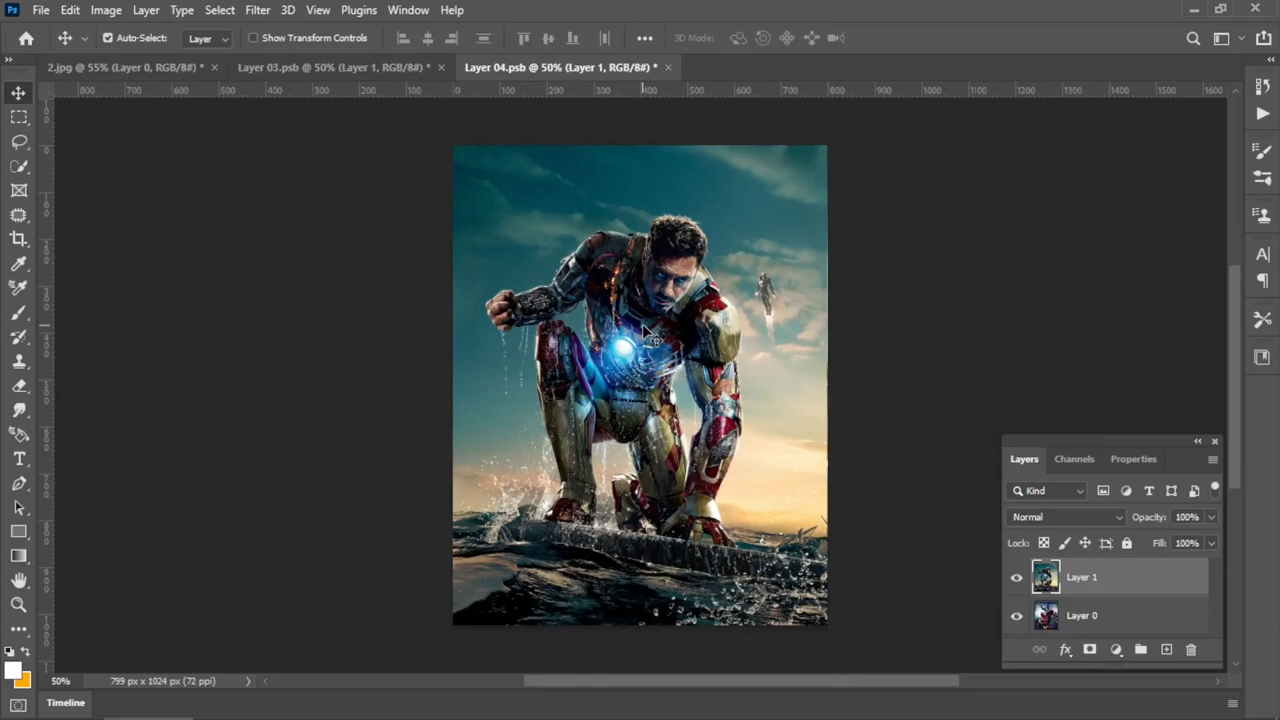 Ps File Edit Image Layer Type Select Filter 3D View Plugins Window Help
Auto-Select: Layer Show Transform Controls 3D Mode:
2.jpg @ 55% (Layer 0, RGB/8#) * Layer 03.psb @ 50% (Layer 1, RGB/8#) * Layer 04.psb @ 50% (Layer 1, RGB/8#) *
800 700 600 500 400 300 200 100 0 100 200 300 400 500 600 700 800 900 1000 1100 1200 1300 1400 1500 1600
Layers Channels Properties
Kind
Normal Opacity: 100%
Lock: Fill: 100%
Layer 1
Layer 0
fx
50% 799 px x 1024 px (72 ppi)
Timeline